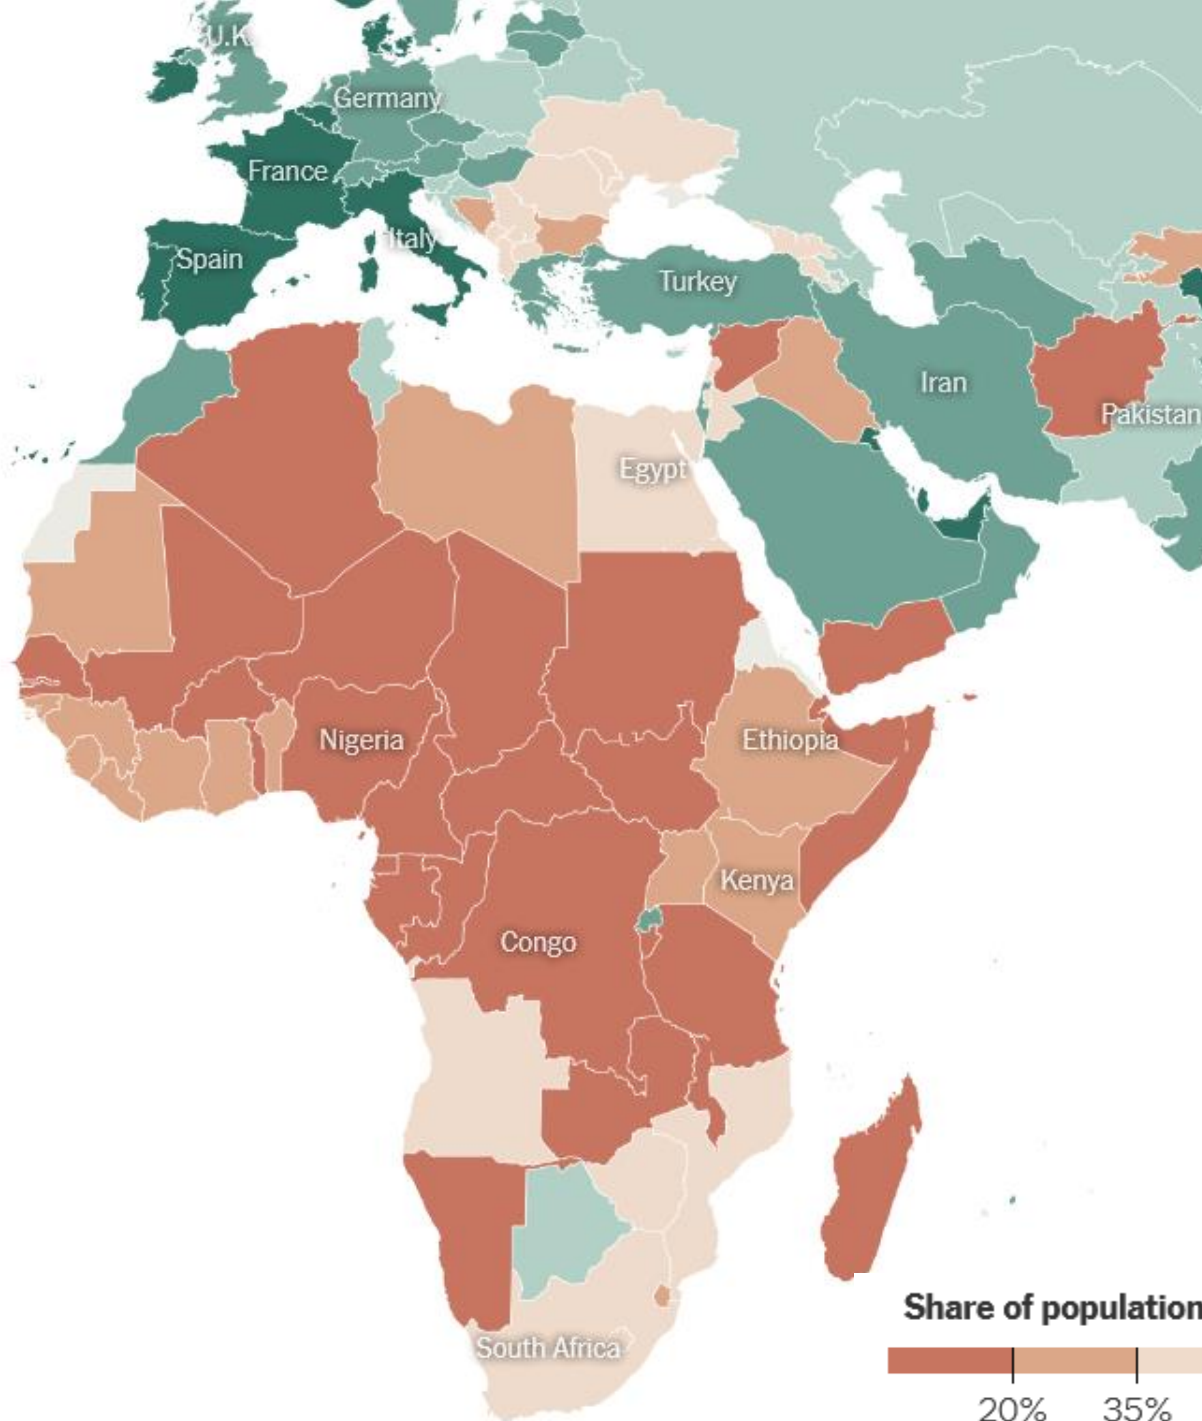 U.K.
Germany
France
Italy
Spain
Turkey
Iran
Pakistan
Egypt
Nigeria
Ethiopia
Kenya
Congo
South Africa
Share of population
20% 35%